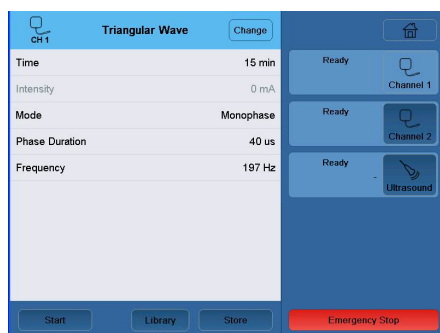 CH 1
Triangular Wave
Change
Time 15 min
Intensity 0 mA
Mode Monophase
Phase Duration 40 us
Frequency 197 Hz
Start
Library
Store
Ready
Channel 1
Ready
Channel 2
Ready
-
Ultrasound
Emergency Stop